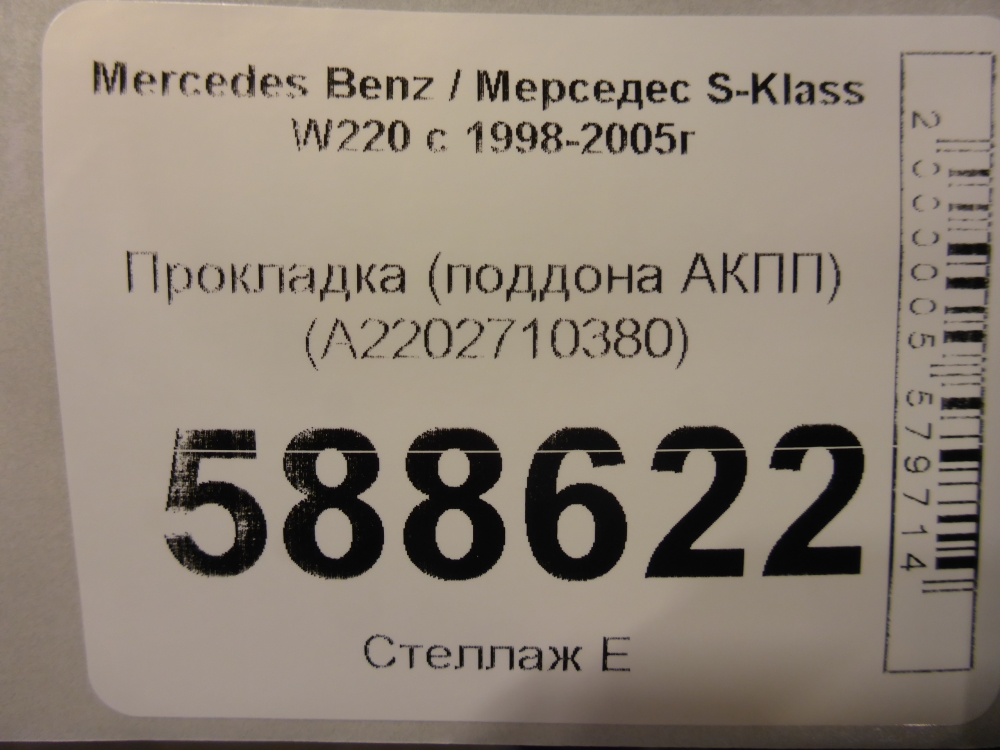 Mercedes Benz / Мерседес S-Klass
W220 с 1998-2005г
Прокладка (поддона АКПП)
(A2202710380)
588622
Стеллаж E
2000005579714